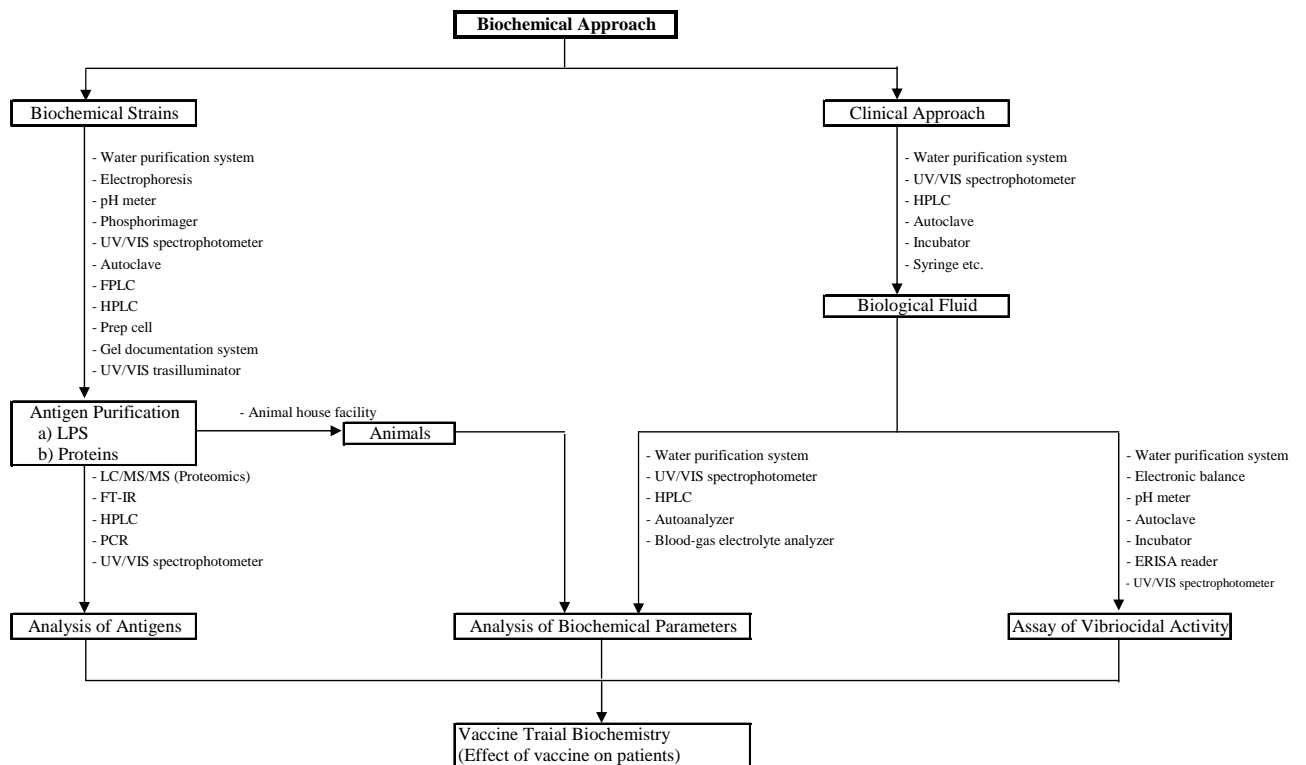 Biochemical Approach
Biochemical Strains
Clinical Approach
- Water purification system
- Electrophoresis
- pH meter
- Phosphorimager
- UV/VIS spectrophotometer
- Autoclave
- FPLC
- HPLC
- Prep cell
- Gel documentation system
- UV/VIS trasilluminator
- Water purification system
- UV/VIS spectrophotometer
- HPLC
- Autoclave
- Incubator
- Syringe etc.
Biological Fluid
Antigen Purification
a) LPS
b) Proteins
- Animal house facility
Animals
- LC/MS/MS (Proteomics)
- FT-IR
- HPLC
- PCR
- UV/VIS spectrophotometer
- Water purification system
- UV/VIS spectrophotometer
- HPLC
- Autoanalyzer
- Blood-gas electrolyte analyzer
- Water purification system
- Electronic balance
- pH meter
- Autoclave
- Incubator
- ERISA reader
- UV/VIS spectrophotometer
Analysis of Antigens
Analysis of Biochemical Parameters
Assay of Vibriocidal Activity
Vaccine Traial Biochemistry
(Effect of vaccine on patients)